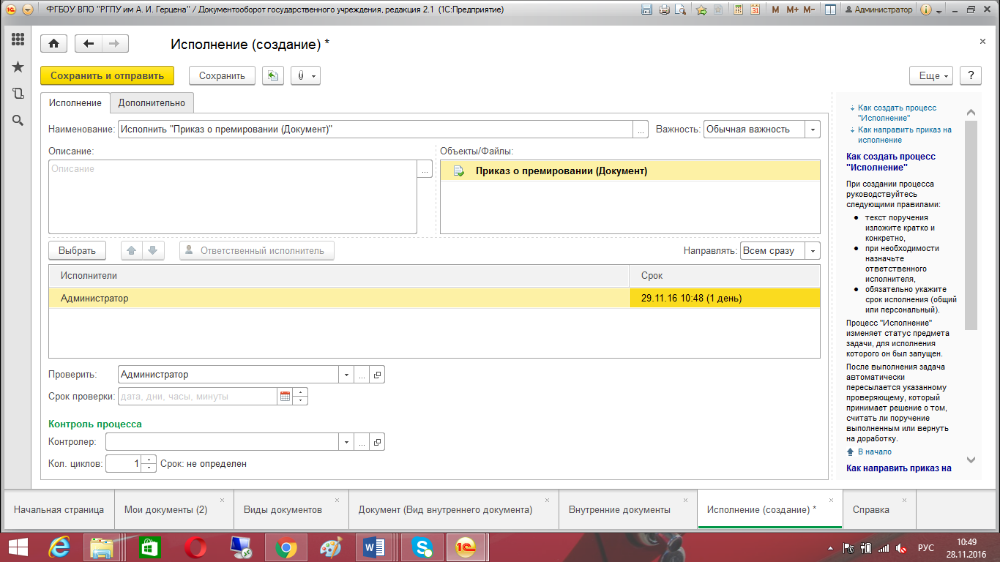 ФГБОУ ВПО "РГПУ им А. И. Герцена" / Документооборот государственного учреждения, редакция 2.1 (1С:Предприятие)
M M+ M- Администратор
Исполнение (создание) *
Сохранить и отправить Сохранить Еще ?
Исполнение Дополнительно
Наименование: Исполнить "Приказ о премировании (Документ)" ... Важность: Обычная важность
Описание: Объекты/Файлы:
Описание ... Приказ о премировании (Документ)
Выбрать Ответственный исполнитель Направлять: Всем сразу
Исполнители Срок
Администратор 29.11.16 10:48 (1 день)
Проверить: Администратор ...
Срок проверки: дата, дни, часы, минуты
Контроль процесса
Контролер: ...
Кол. циклов: 1 Срок: не определен
Как создать процесс
"Исполнение"
Как направить приказ на
исполнение
Как создать процесс
"Исполнение"
При создании процесса
руководствуйтесь
следующими правилами:
● текст поручения
изложите кратко и
конкретно,
● при необходимости
назначьте
ответственного
исполнителя,
● обязательно укажите
срок исполнения (общий
или персональный).
Процесс "Исполнение"
изменяет статус предмета
задачи, для исполнения
которого он был запущен.
После выполнения задача
автоматически
пересылается указанному
проверяющему, который
принимает решение о том,
считать ли поручение
выполненным или вернуть
на доработку.
В начало
Как направить приказ на
Начальная страница Мои документы (2) Виды документов Документ (Вид внутреннего документа) Внутренние документы Исполнение (создание) * Справка
РУС 10:49
28.11.2016